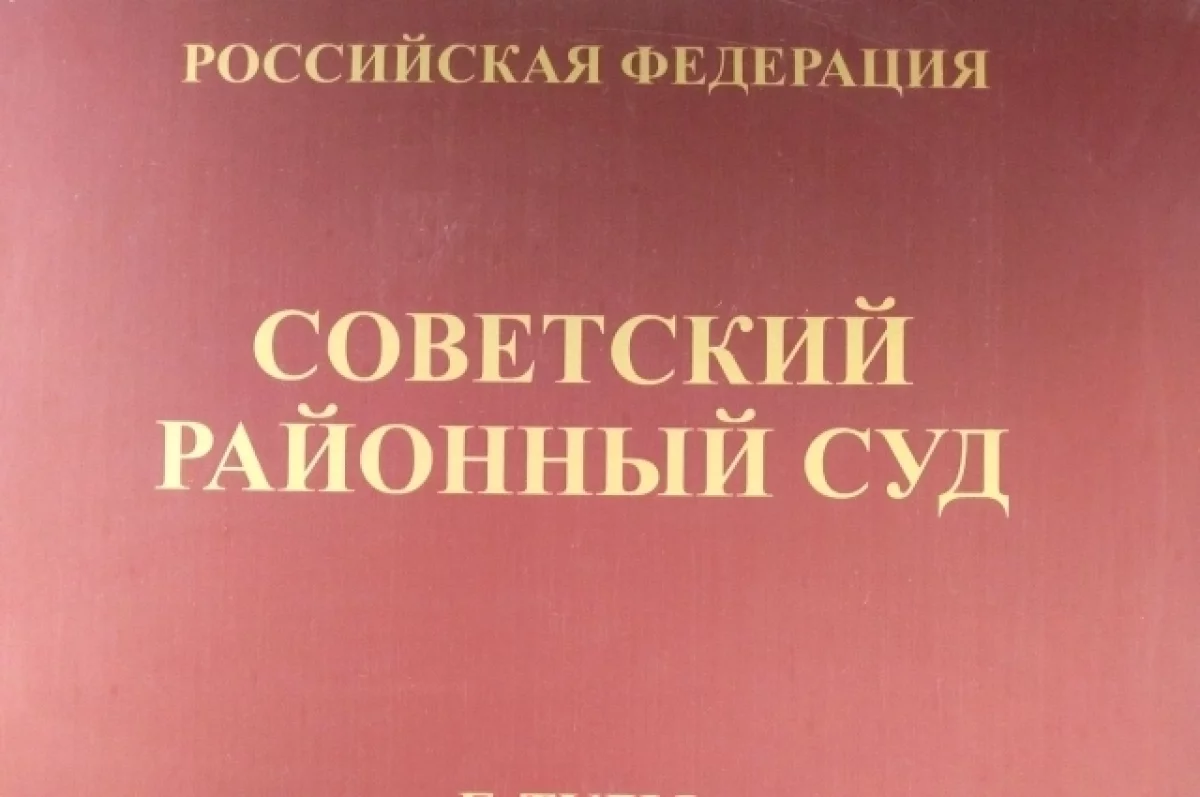 РОССИЙСКАЯ ФЕДЕРАЦИЯ
СОВЕТСКИЙ
РАЙОННЫЙ СУД